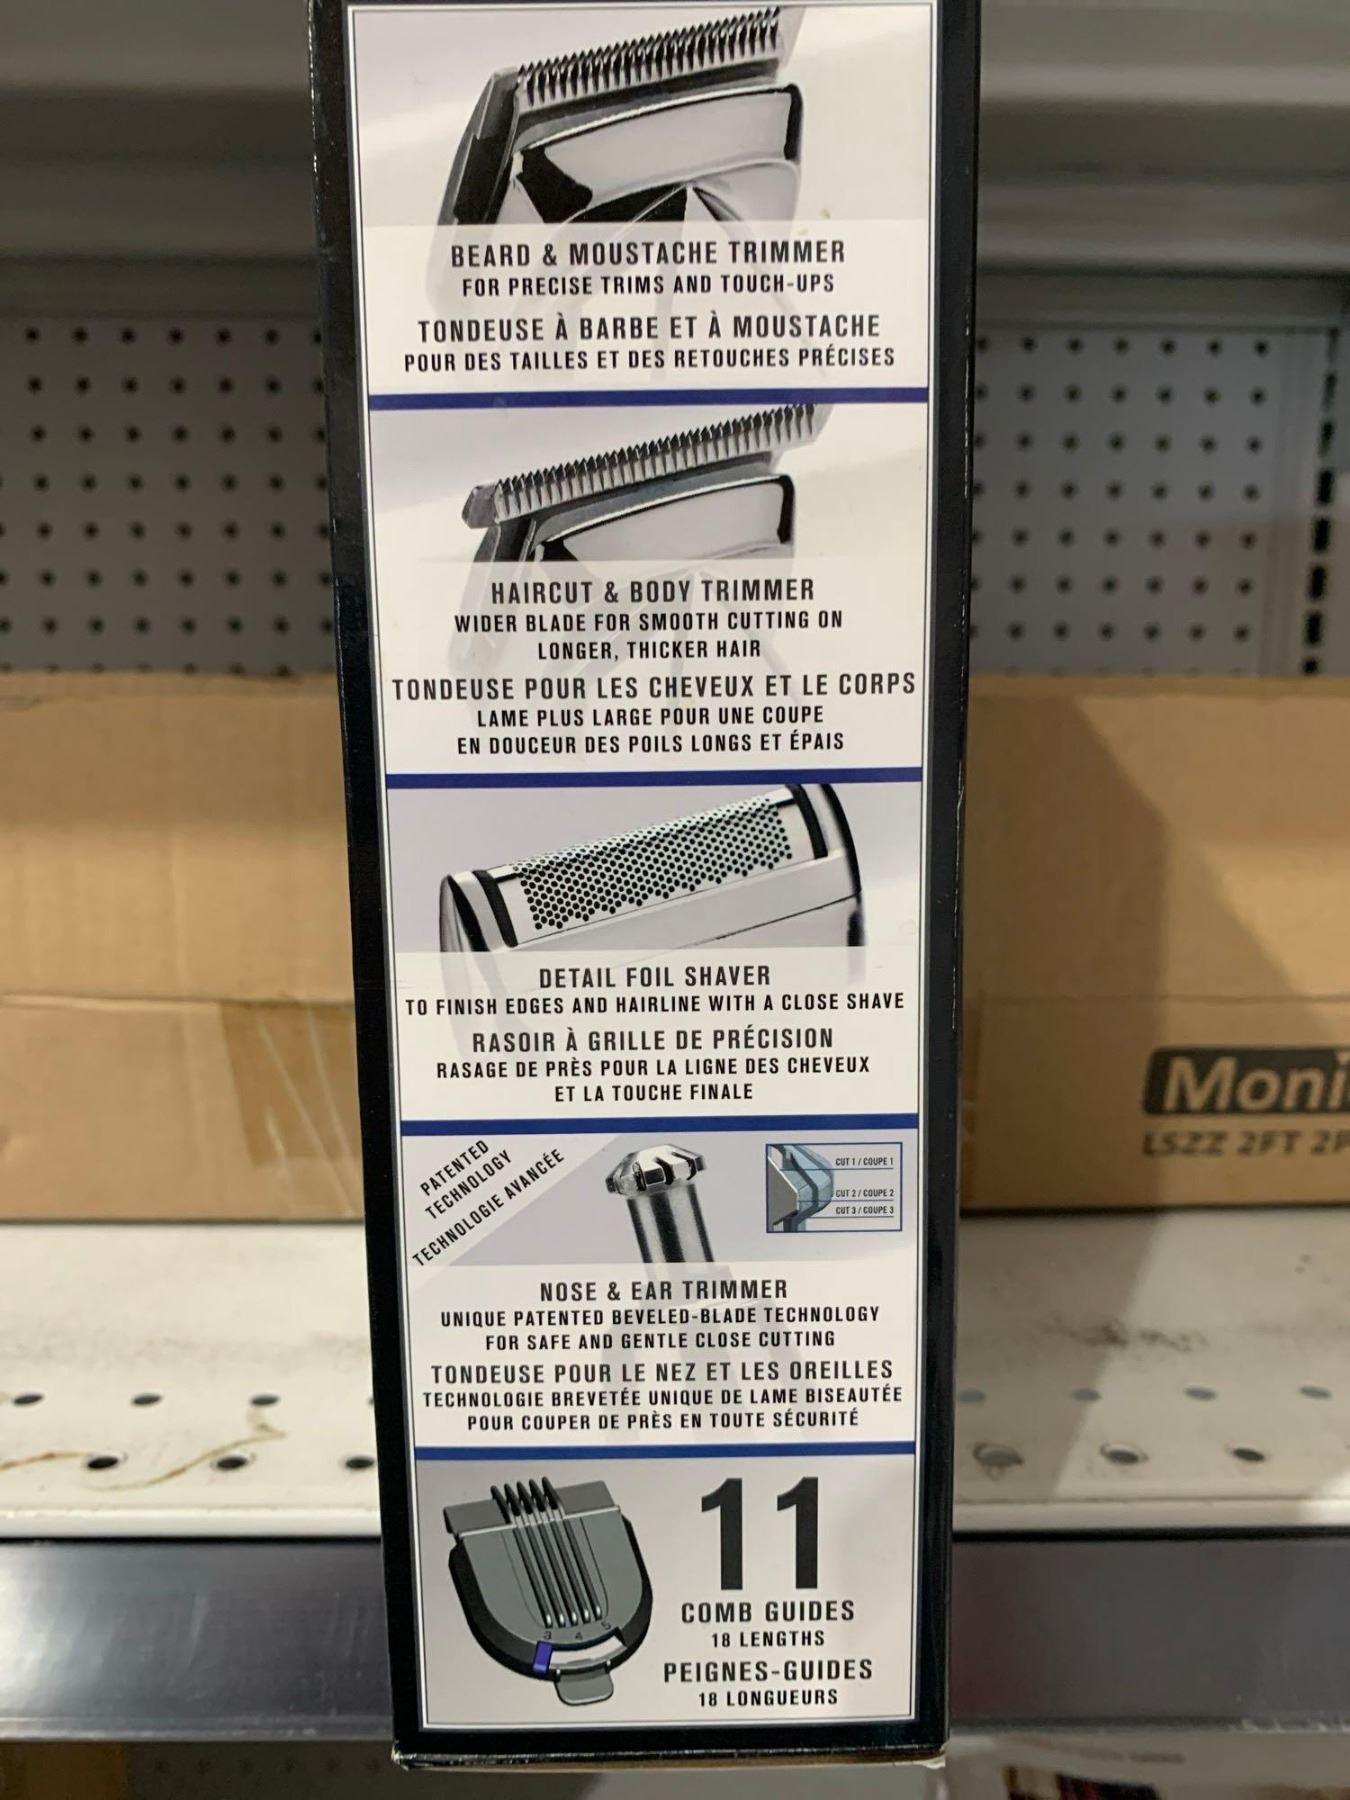 BEARD & MOUSTACHE TRIMMER
FOR PRECISE TRIMS AND TOUCH-UPS
TONDEUSE À BARBE ET À MOUSTACHE
POUR DES TAILLES ET DES RETOUCHES PRÉCISES
HAIRCUT & BODY TRIMMER
WIDER BLADE FOR SMOOTH CUTTING ON
LONGER, THICKER HAIR
TONDEUSE POUR LES CHEVEUX ET LE CORPS
LAME PLUS LARGE POUR UNE COUPE
EN DOUCEUR DES POILS LONGS ET ÉPAIS
DETAIL FOIL SHAVER
TO FINISH EDGES AND HAIRLINE WITH A CLOSE SHAVE
RASOIR À GRILLE DE PRÉCISION
RASAGE DE PRÈS POUR LA LIGNE DES CHEVEUX
ET LA TOUCHE FINALE
PATENTED
TECHNOLOGY
TECHNOLOGIE AVANCÉE
CUT 1 / COUPE 1
CUT 2 / COUPE 2
CUT 3 / COUPE 3
NOSE & EAR TRIMMER
UNIQUE PATENTED BEVELED-BLADE TECHNOLOGY
FOR SAFE AND GENTLE CLOSE CUTTING
TONDEUSE POUR LE NEZ ET LES OREILLES
TECHNOLOGIE BREVETÉE UNIQUE DE LAME BISEAUTÉE
POUR COUPER DE PRÈS EN TOUTE SÉCURITÉ
3 4 5
11
COMB GUIDES
18 LENGTHS
PEIGNES-GUIDES
18 LONGUEURS
Moni
LSZZ 2FT 2P